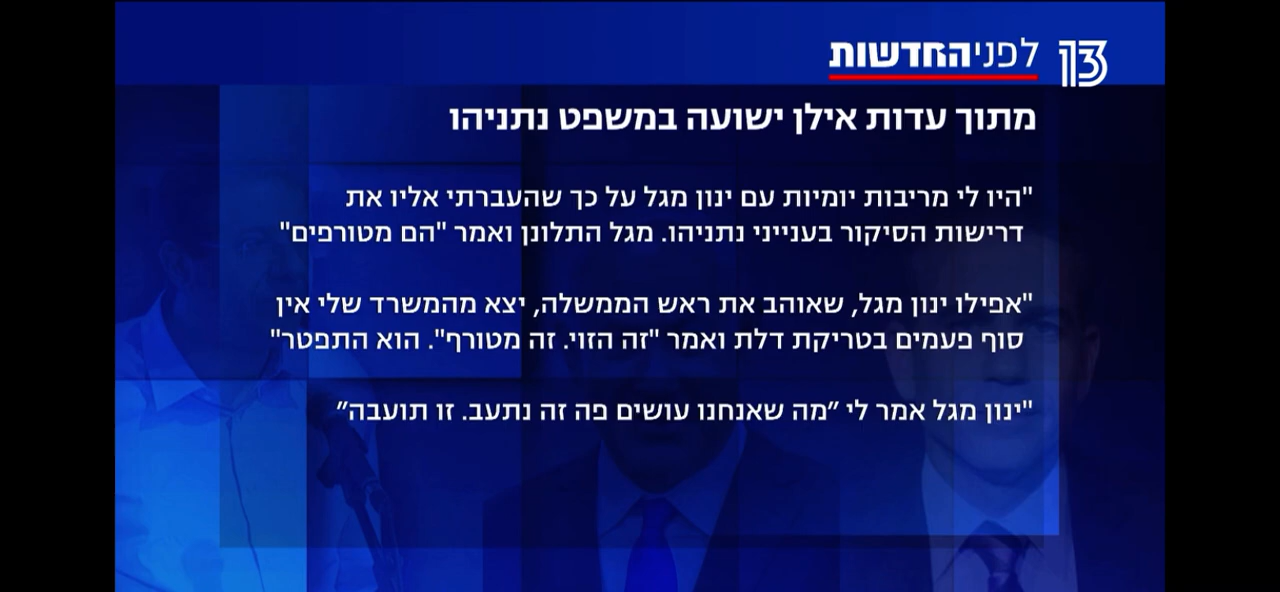 לפני החדשות 13
מתוך עדות אילן ישועה במשפט נתניהו
"היו לי מריבות יומיות עם ינון מגל על כך שהעברתי אליו את
דרישות הסיקור בענייני נתניהו. מגל התלונן ואמר "הם מטורפים"
"אפילו ינון מגל, שאוהב את ראש הממשלה, יצא מהמשרד שלי אין
סוף פעמים בטריקת דלת ואמר "זה הזוי. זה מטורף". הוא התפטר"
"ינון מגל אמר לי ״מה שאנחנו עושים פה זה נתעב. זו תועבה״